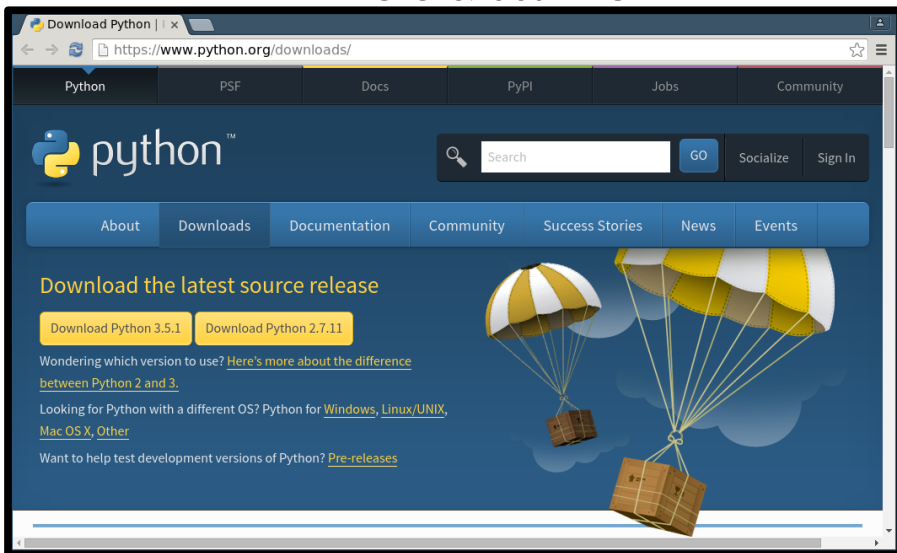 Download Python |
https://www.python.org/downloads/
Python PSF Docs PyPI Jobs Community
python™
Search GO Socialize Sign In
About Downloads Documentation Community Success Stories News Events
Download the latest source release
Download Python 3.5.1 Download Python 2.7.11
Wondering which version to use? Here's more about the difference
between Python 2 and 3.
Looking for Python with a different OS? Python for Windows, Linux/UNIX,
Mac OS X, Other
Want to help test development versions of Python? Pre-releases